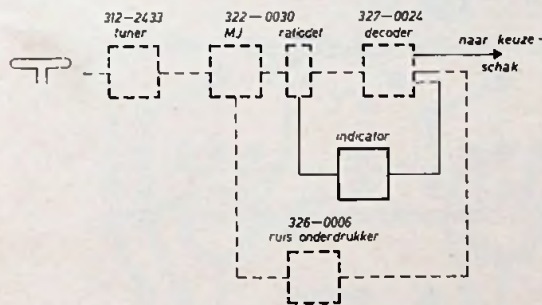 312-2433
tuner
322-0030
MJ
ratiodet
327-0024
decoder
naar keuze-
schak
indicator
326-0006
ruis onderdrukker